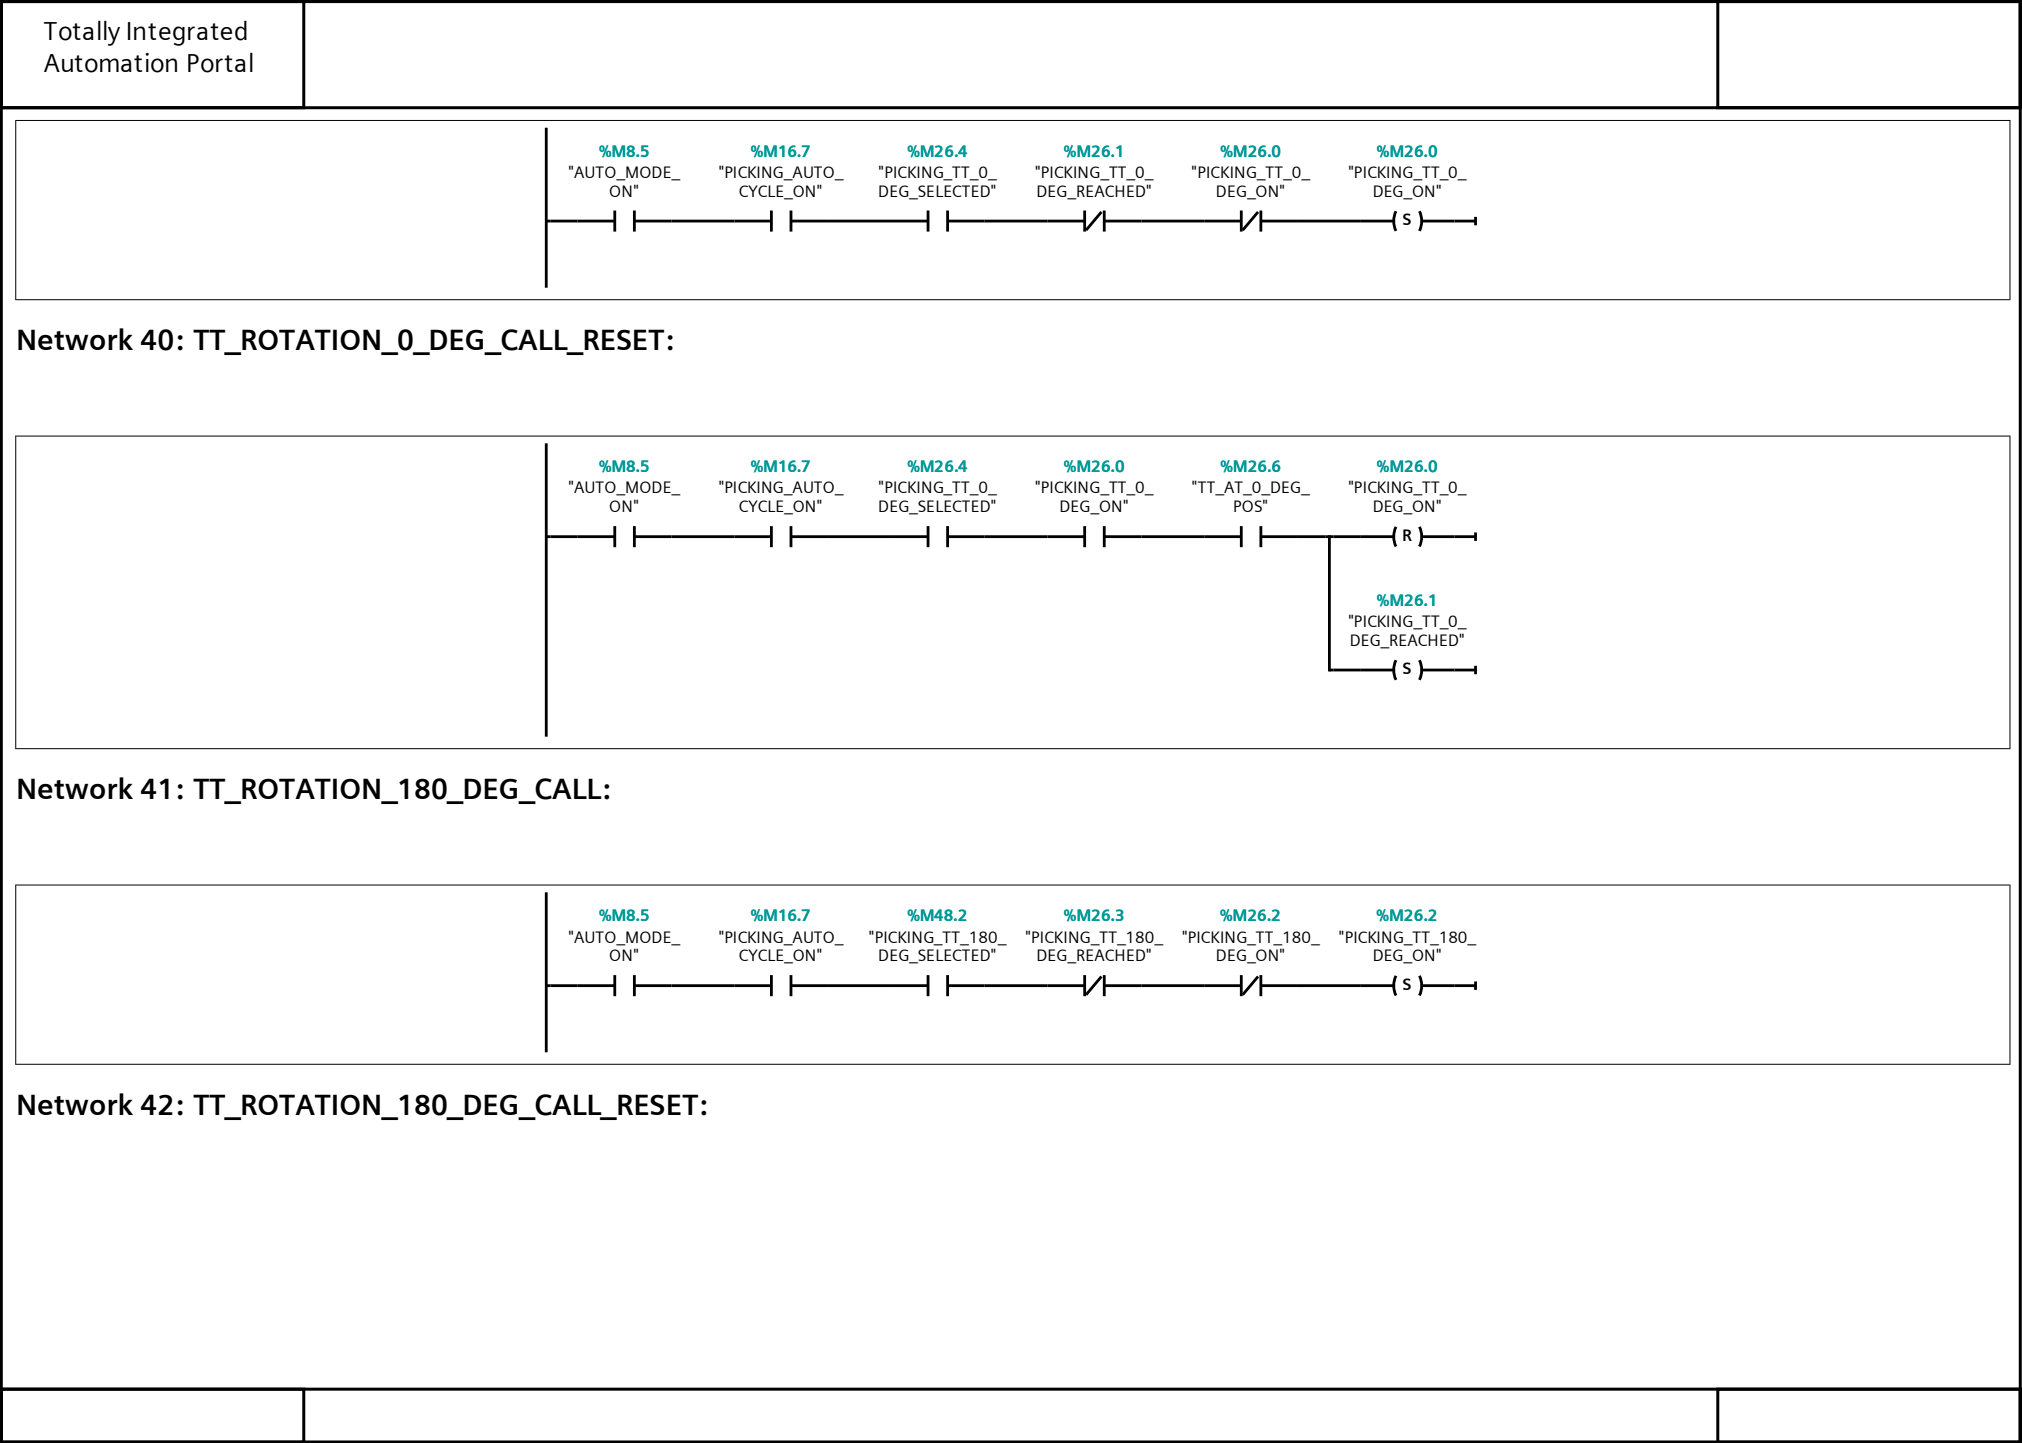 Totally Integrated
Automation Portal
%M8.5 %M16.7 %M26.4 %M26.1 %M26.0 %M26.0
"AUTO_MODE_ "PICKING_AUTO_ "PICKING_TT_0_ "PICKING_TT_0_ "PICKING_TT_0_ "PICKING_TT_0_
ON" CYCLE_ON" DEG_SELECTED" DEG_REACHED" DEG_ON" DEG_ON"
S
Network 40: TT_ROTATION_0_DEG_CALL_RESET:
%M8.5 %M16.7 %M26.4 %M26.0 %M26.6 %M26.0
"AUTO_MODE_ "PICKING_AUTO_ "PICKING_TT_0_ "PICKING_TT_0_ "TT_AT_0_DEG_ "PICKING_TT_0_
ON" CYCLE_ON" DEG_SELECTED" DEG_ON" POS" DEG_ON"
R
%M26.1
"PICKING_TT_0_
DEG_REACHED"
S
Network 41: TT_ROTATION_180_DEG_CALL:
%M8.5 %M16.7 %M48.2 %M26.3 %M26.2 %M26.2
"AUTO_MODE_ "PICKING_AUTO_ "PICKING_TT_180_ "PICKING_TT_180_ "PICKING_TT_180_ "PICKING_TT_180_
ON" CYCLE_ON" DEG_SELECTED" DEG_REACHED" DEG_ON" DEG_ON"
S
Network 42: TT_ROTATION_180_DEG_CALL_RESET: